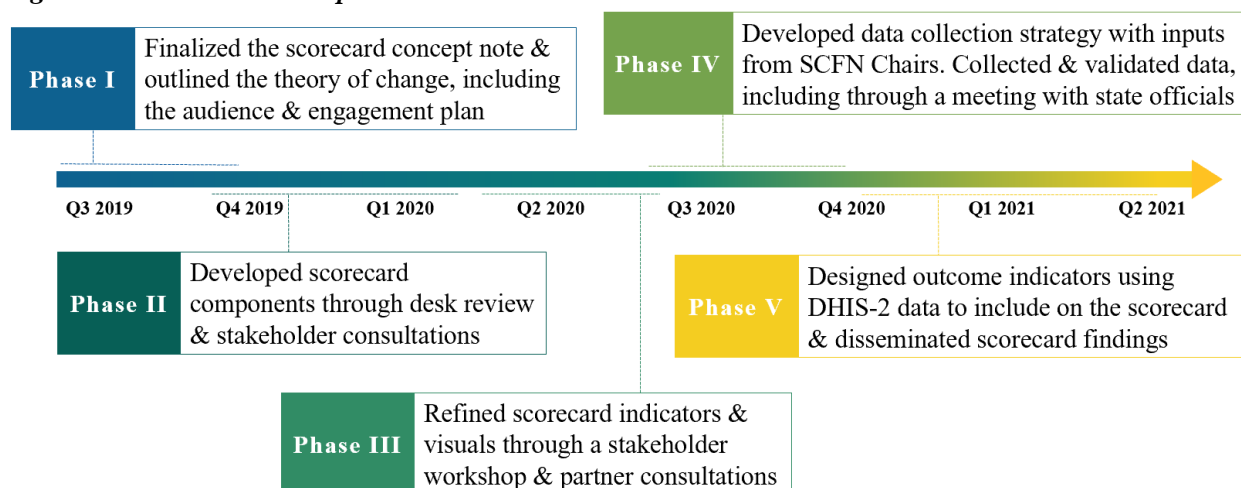 Phase I
Finalized the scorecard concept note &
outlined the theory of change, including
the audience & engagement plan
Phase IV
Developed data collection strategy with inputs
from SCFN Chairs. Collected & validated data,
including through a meeting with state officials
Q3 2019
Q4 2019
Q1 2020
Q2 2020
Q3 2020
Q4 2020
Q1 2021
Q2 2021
Phase II
Developed scorecard
components through desk review
& stakeholder consultations
Phase V
Designed outcome indicators using
DHIS-2 data to include on the scorecard
& disseminated scorecard findings
Phase III
Refined scorecard indicators &
visuals through a stakeholder
workshop & partner consultations